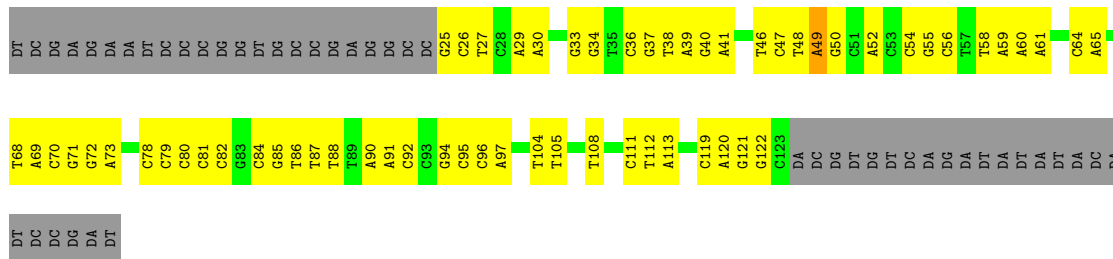 DT DC DC DG DA DG DA DA DT DC DC DC DG DG DT DG DC DC DG DA DG DG DC DC G25 C26 T27 C28 A29 A30 G33 G34 T35 C36 G37 T38 A39 G40 A41 T46 C47 T48 A49 G50 C51 A52 C53 C54 G55 C56 T57 T58 A59 A60 A61 C64 A65
T68 A69 C70 G71 G72 A73 C78 C79 C80 C81 C82 G83 C84 G85 T86 T87 T88 T89 A90 A91 C92 C93 G94 C95 C96 A97 T104 T105 T108 C111 T112 A113 C119 A120 G121 G122 C123 DA DC DG DT DG DT DC DA DG DA DT DA DT DA DT DA DC DA
DT DC DC DG DA DT